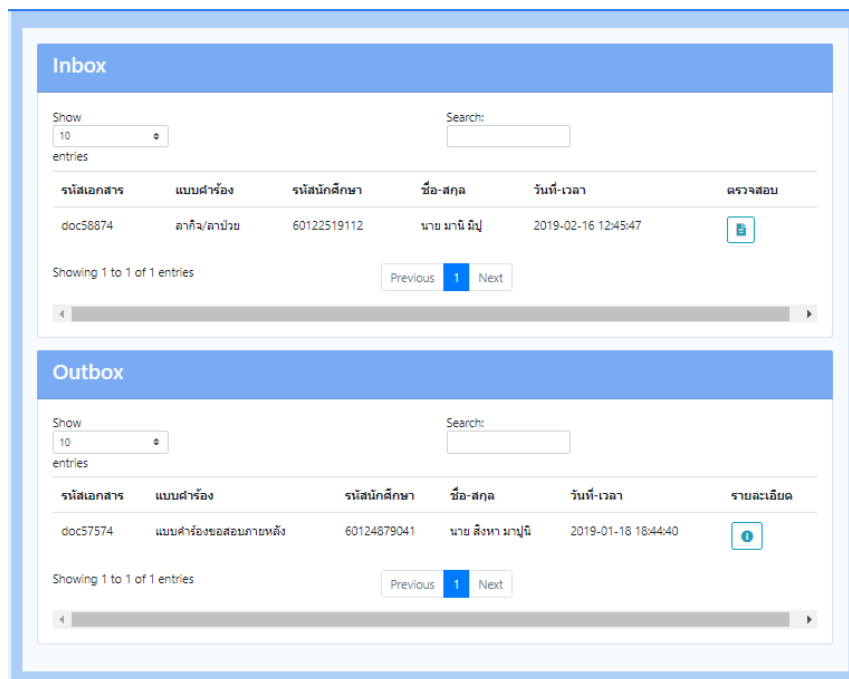 Inbox
Show
10
entries
Search:
รหัสเอกสาร แบบคำร้อง รหัสนักศึกษา ชื่อ-สกุล วันที่-เวลา ตรวจสอบ
doc58874 ลากิจ/ลาป่วย 60122519112 นาย มานิ มีปู 2019-02-16 12:45:47
Showing 1 to 1 of 1 entries
Previous 1 Next
Outbox
Show
10
entries
Search:
รหัสเอกสาร แบบคำร้อง รหัสนักศึกษา ชื่อ-สกุล วันที่-เวลา รายละเอียด
doc57574 แบบคำร้องขอสอบภายหลัง 60124879041 นาย สิงหา มาปูนิ 2019-01-18 18:44:40
Showing 1 to 1 of 1 entries
Previous 1 Next